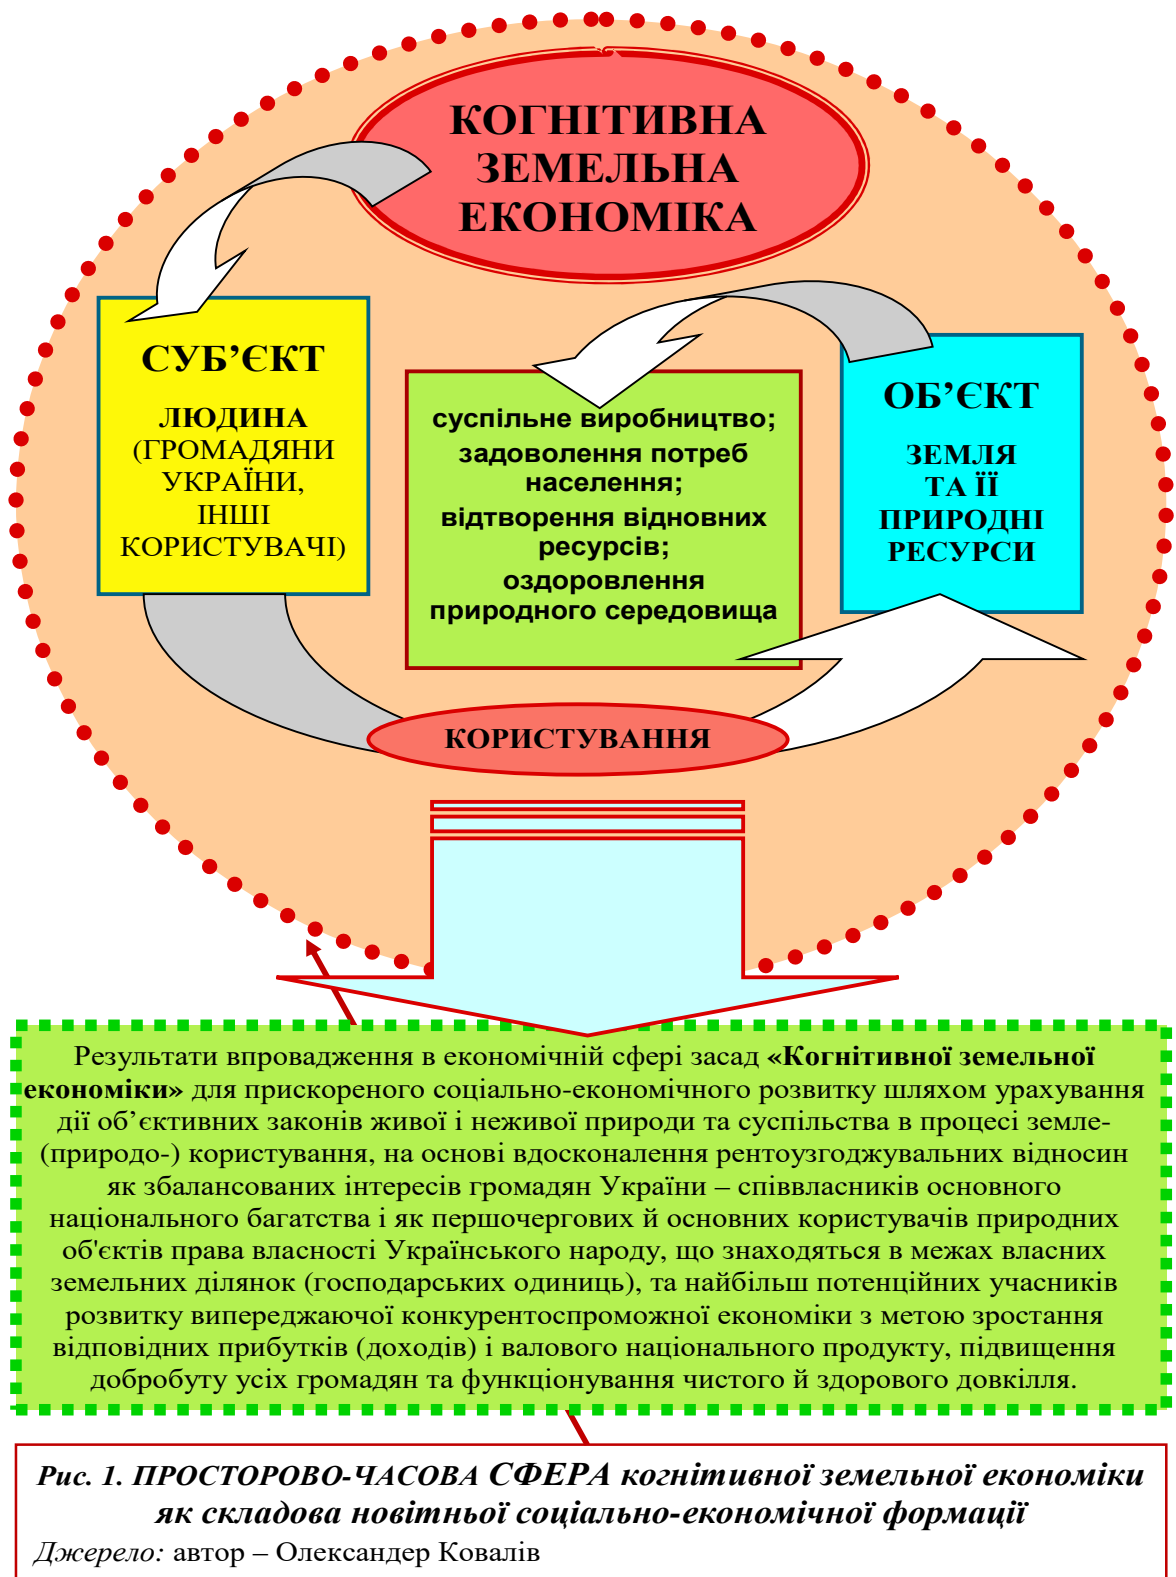 КОГНІТИВНА
ЗЕМЕЛЬНА
ЕКОНОМІКА
СУБ’ЄКТ
ЛЮДИНА
(ГРОМАДЯНИ
УКРАЇНИ,
ІНШІ
КОРИСТУВАЧІ)
суспільне виробництво;
задоволення потреб
населення;
відтворення відновних
ресурсів;
оздоровлення
природного середовища
ОБ’ЄКТ
ЗЕМЛЯ
ТА ЇЇ
ПРИРОДНІ
РЕСУРСИ
КОРИСТУВАННЯ
Результати впровадження в економічній сфері засад «Когнітивної земельної
економіки» для прискореного соціально-економічного розвитку шляхом урахування
дії об’єктивних законів живої і неживої природи та суспільства в процесі земле-
(природо-) користування, на основі вдосконалення рентоузгоджувальних відносин
як збалансованих інтересів громадян України – співвласників основного
національного багатства і як першочергових й основних користувачів природних
об'єктів права власності Українського народу, що знаходяться в межах власних
земельних ділянок (господарських одиниць), та найбільш потенційних учасників
розвитку випереджаючої конкурентоспроможної економіки з метою зростання
відповідних прибутків (доходів) і валового національного продукту, підвищення
добробуту усіх громадян та функціонування чистого й здорового довкілля.
Рис. 1. ПРОСТОРОВО-ЧАСОВА СФЕРА когнітивної земельної економіки
як складова новітньої соціально-економічної формації
Джерело: автор – Олександер Ковалів